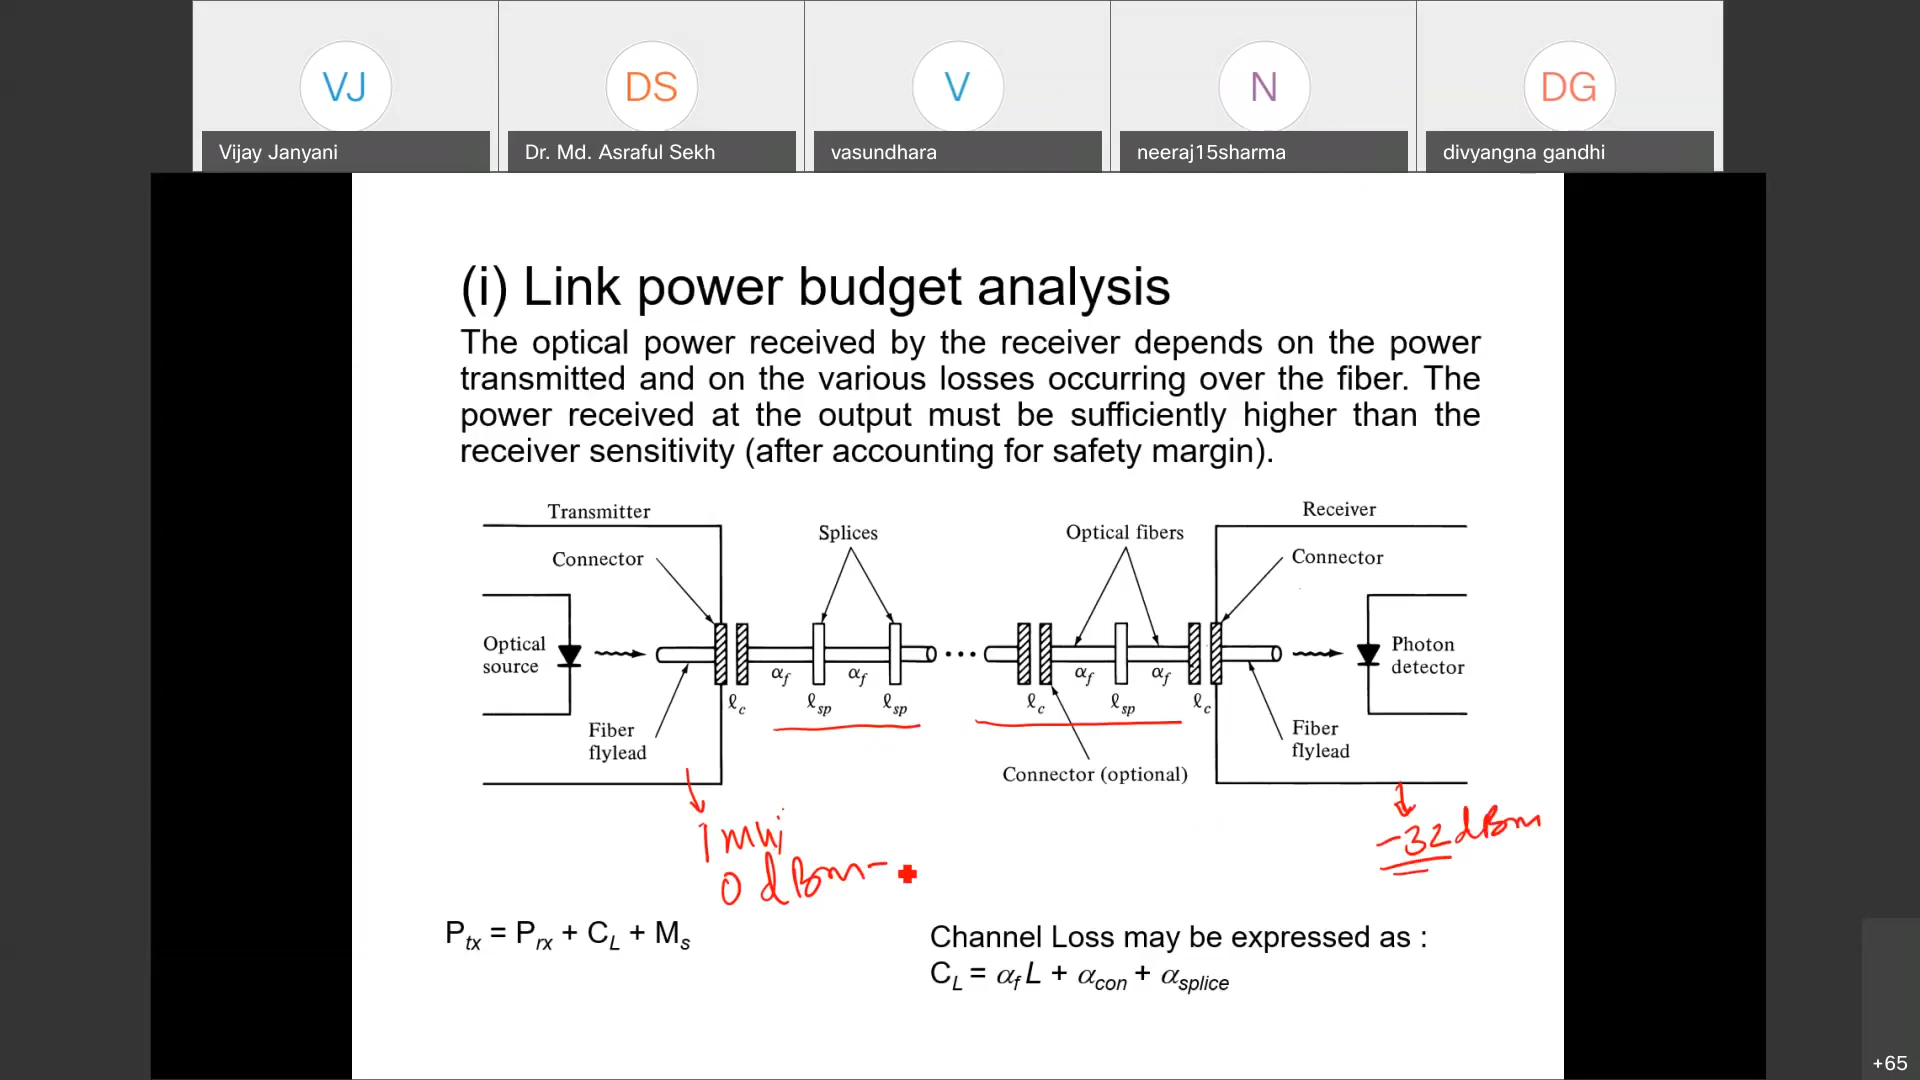 VJ
DS
V
N
DG
Vijay Janyani
Dr. Md. Asraful Sekh
vasundhara
neeraj15sharma
divyangna gandhi
(i) Link power budget analysis
The optical power received by the receiver depends on the power
transmitted and on the various losses occurring over the fiber. The
power received at the output must be sufficiently higher than the
receiver sensitivity (after accounting for safety margin).
Transmitter
Receiver
Splices
Optical fibers
Connector
Connector
Optical
source
Photon
detector
αf
αf
αf
αf
ℓc
ℓsp
ℓsp
ℓc
ℓsp
ℓc
Fiber
flylead
Fiber
flylead
Connector (optional)
1 mW
0 dBm-
-32 dBm
Ptx = Prx + CL + Ms
Channel Loss may be expressed as :
CL = αf L + αcon + αsplice
+65